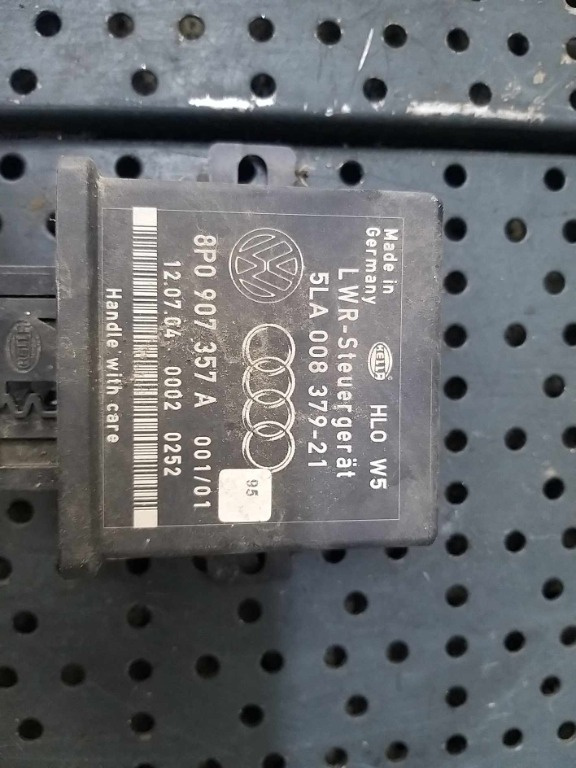 Made in
Germany
HELLA
HLO W5
LWR-Steuergerät
5LA 008 379-21
8P0 907 357 A 001/01
12.07.04 0002 0252
95
Handle with care
HELLA